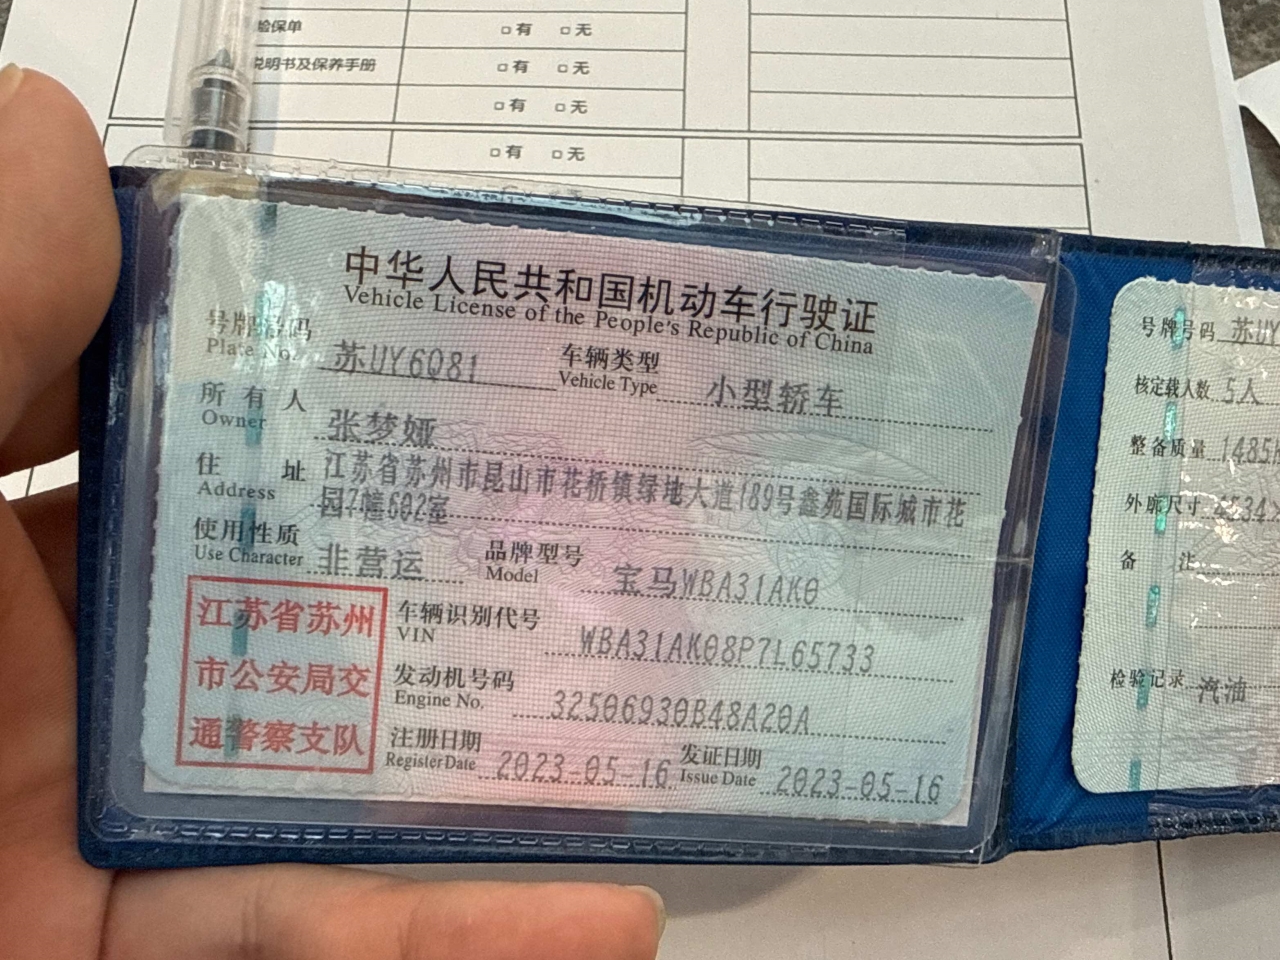 险保单 □有 □无
说明书及保养手册 □有 □无
□有 □无
□有 □无
中华人民共和国机动车行驶证
Vehicle License of the People's Republic of China
号牌号码 苏UY6Q81 车辆类型 小型轿车
Plate No. Vehicle Type
所有人 张梦娅
Owner
住址 江苏省苏州市昆山市花桥镇绿地大道189号鑫苑国际城市花
Address 园7幢602室
使用性质 非营运 品牌型号 宝马WBA31AK0
Use Character Model
江苏省苏州
市公安局交
通警察支队
车辆识别代号 WBA31AK08P7L65733
VIN
发动机号码 32506930B48A20A
Engine No.
注册日期 2023-05-16 发证日期 2023-05-16
Register Date Issue Date
号牌号码 苏UY
核定载人数 5人
整备质量 1485k
外廓尺寸 4534×
备注
检验记录 汽油